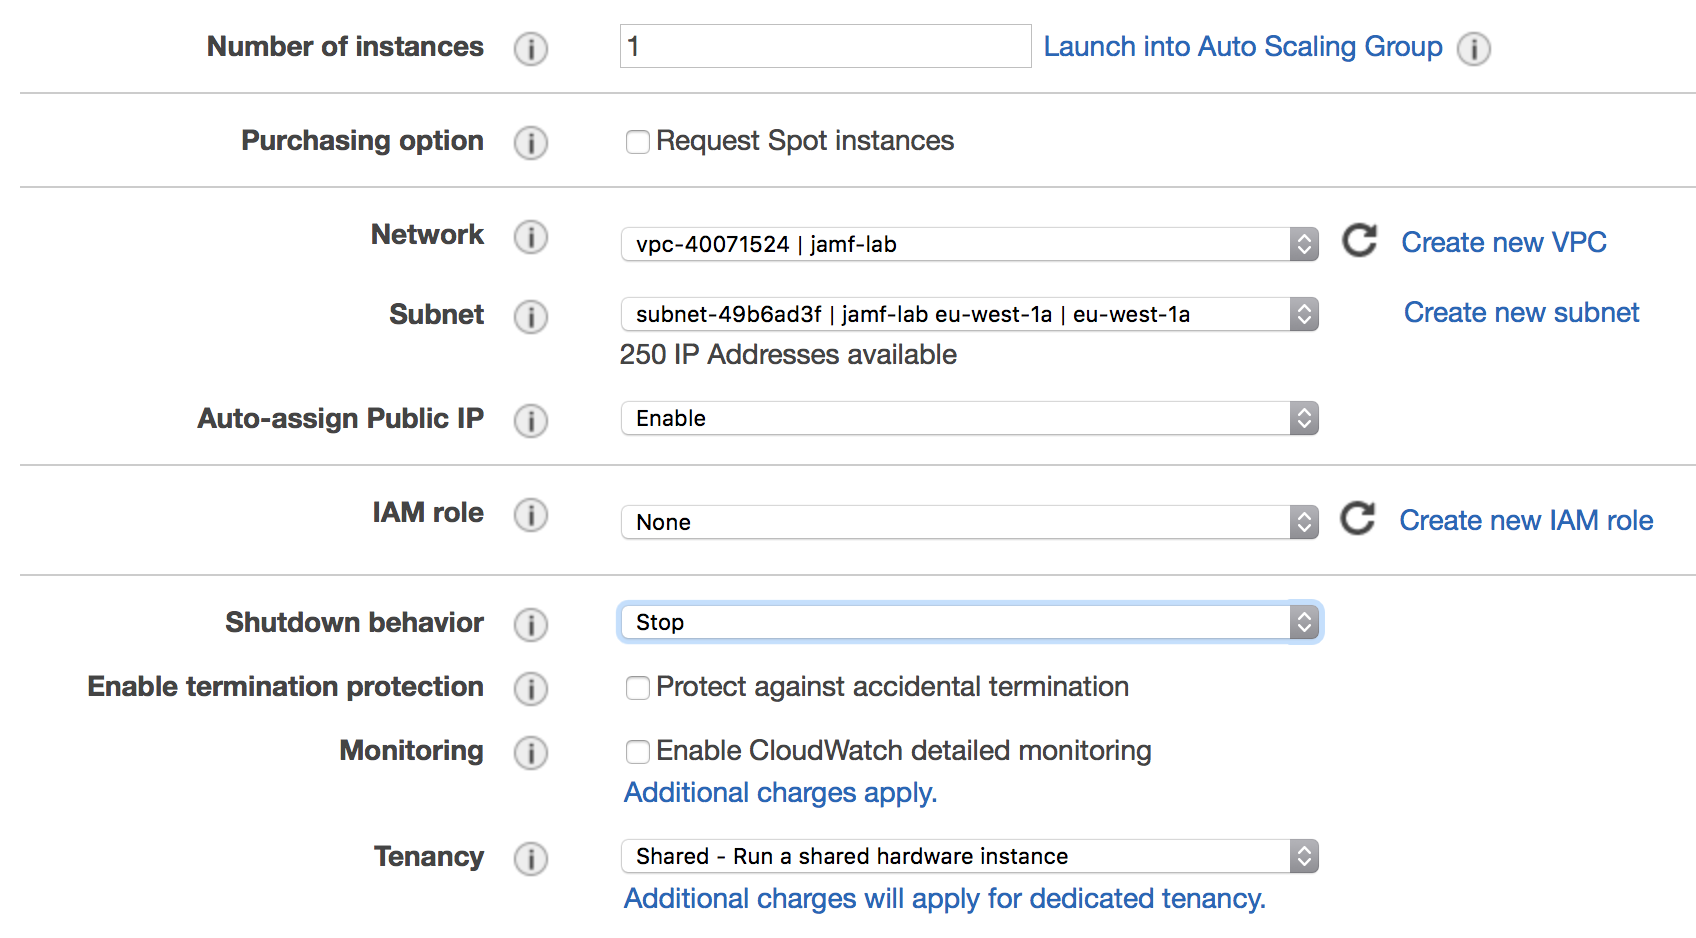 Number of instances 1 Launch into Auto Scaling Group
Purchasing option Request Spot instances
Network vpc-40071524 | jamf-lab Create new VPC
Subnet subnet-49b6ad3f | jamf-lab eu-west-1a | eu-west-1a Create new subnet
250 IP Addresses available
Auto-assign Public IP Enable
IAM role None Create new IAM role
Shutdown behavior Stop
Enable termination protection Protect against accidental termination
Monitoring Enable CloudWatch detailed monitoring
Additional charges apply.
Tenancy Shared - Run a shared hardware instance
Additional charges will apply for dedicated tenancy.